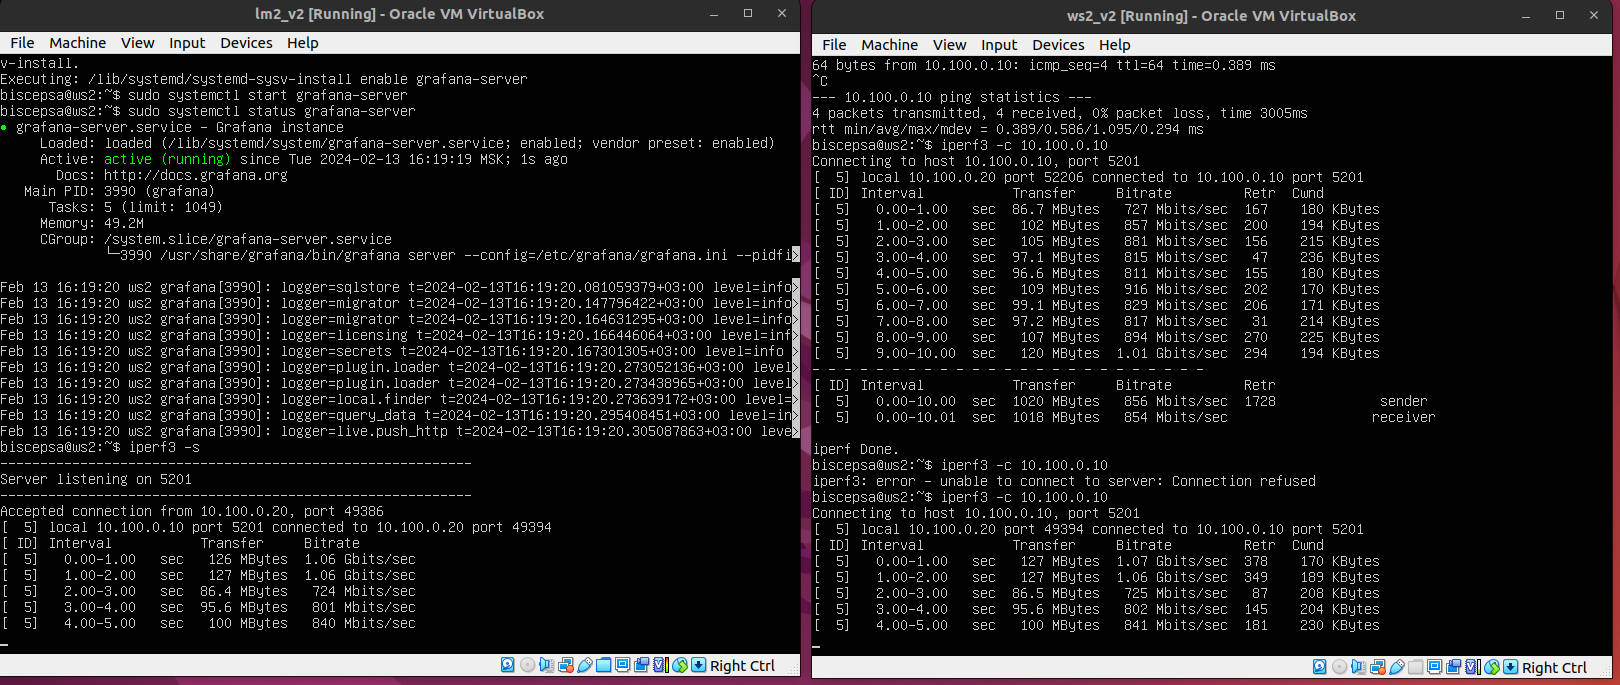 lm2_v2 [Running] - Oracle VM VirtualBox
File Machine View Input Devices Help
v-install.
Executing: /lib/systemd/systemd-sysv-install enable grafana-server
biscepsa@ws2:~$ sudo systemctl start grafana-server
biscepsa@ws2:~$ sudo systemctl status grafana-server
● grafana-server.service - Grafana instance
Loaded: loaded (/lib/systemd/system/grafana-server.service; enabled; vendor preset: enabled)
Active: active (running) since Tue 2024-02-13 16:19:19 MSK; 1s ago
Docs: http://docs.grafana.org
Main PID: 3990 (grafana)
Tasks: 5 (limit: 1049)
Memory: 49.2M
CGroup: /system.slice/grafana-server.service
└─3990 /usr/share/grafana/bin/grafana server --config=/etc/grafana/grafana.ini --pidfi>
Feb 13 16:19:20 ws2 grafana[3990]: logger=sqlstore t=2024-02-13T16:19:20.081059379+03:00 level=info>
Feb 13 16:19:20 ws2 grafana[3990]: logger=migrator t=2024-02-13T16:19:20.147796422+03:00 level=info>
Feb 13 16:19:20 ws2 grafana[3990]: logger=migrator t=2024-02-13T16:19:20.164631295+03:00 level=info>
Feb 13 16:19:20 ws2 grafana[3990]: logger=licensing t=2024-02-13T16:19:20.166446064+03:00 level=inf>
Feb 13 16:19:20 ws2 grafana[3990]: logger=secrets t=2024-02-13T16:19:20.167301305+03:00 level=info >
Feb 13 16:19:20 ws2 grafana[3990]: logger=plugin.loader t=2024-02-13T16:19:20.273052136+03:00 level>
Feb 13 16:19:20 ws2 grafana[3990]: logger=plugin.loader t=2024-02-13T16:19:20.273438965+03:00 level>
Feb 13 16:19:20 ws2 grafana[3990]: logger=local.finder t=2024-02-13T16:19:20.273639172+03:00 level=>
Feb 13 16:19:20 ws2 grafana[3990]: logger=query_data t=2024-02-13T16:19:20.295408451+03:00 level=in>
Feb 13 16:19:20 ws2 grafana[3990]: logger=live.push_http t=2024-02-13T16:19:20.305087863+03:00 leve>
biscepsa@ws2:~$ iperf3 -s
-----------------------------------------------------------
Server listening on 5201
-----------------------------------------------------------
Accepted connection from 10.100.0.20, port 49386
[  5] local 10.100.0.10 port 5201 connected to 10.100.0.20 port 49394
[ ID] Interval Transfer Bitrate
[  5] 0.00-1.00 sec 126 MBytes 1.06 Gbits/sec
[  5] 1.00-2.00 sec 127 MBytes 1.06 Gbits/sec
[  5] 2.00-3.00 sec 86.4 MBytes 724 Mbits/sec
[  5] 3.00-4.00 sec 95.6 MBytes 801 Mbits/sec
[  5] 4.00-5.00 sec 100 MBytes 840 Mbits/sec
Right Ctrl
ws2_v2 [Running] - Oracle VM VirtualBox
File Machine View Input Devices Help
64 bytes from 10.100.0.10: icmp_seq=4 ttl=64 time=0.389 ms
^C
--- 10.100.0.10 ping statistics ---
4 packets transmitted, 4 received, 0% packet loss, time 3005ms
rtt min/avg/max/mdev = 0.389/0.586/1.095/0.294 ms
biscepsa@ws2:~$ iperf3 -c 10.100.0.10
Connecting to host 10.100.0.10, port 5201
[  5] local 10.100.0.20 port 52206 connected to 10.100.0.10 port 5201
[ ID] Interval Transfer Bitrate Retr Cwnd
[  5] 0.00-1.00 sec 86.7 MBytes 727 Mbits/sec 167 180 KBytes
[  5] 1.00-2.00 sec 102 MBytes 857 Mbits/sec 200 194 KBytes
[  5] 2.00-3.00 sec 105 MBytes 881 Mbits/sec 156 215 KBytes
[  5] 3.00-4.00 sec 97.1 MBytes 815 Mbits/sec 47 236 KBytes
[  5] 4.00-5.00 sec 96.6 MBytes 811 Mbits/sec 155 180 KBytes
[  5] 5.00-6.00 sec 109 MBytes 916 Mbits/sec 202 170 KBytes
[  5] 6.00-7.00 sec 99.1 MBytes 829 Mbits/sec 206 171 KBytes
[  5] 7.00-8.00 sec 97.2 MBytes 817 Mbits/sec 31 214 KBytes
[  5] 8.00-9.00 sec 107 MBytes 894 Mbits/sec 270 225 KBytes
[  5] 9.00-10.00 sec 120 MBytes 1.01 Gbits/sec 294 194 KBytes
- - - - - - - - - - - - - - - - - - - - - - - - -
[ ID] Interval Transfer Bitrate Retr
[  5] 0.00-10.00 sec 1020 MBytes 856 Mbits/sec 1728 sender
[  5] 0.00-10.01 sec 1018 MBytes 854 Mbits/sec receiver
iperf Done.
biscepsa@ws2:~$ iperf3 -c 10.100.0.10
iperf3: error - unable to connect to server: Connection refused
biscepsa@ws2:~$ iperf3 -c 10.100.0.10
Connecting to host 10.100.0.10, port 5201
[  5] local 10.100.0.20 port 49394 connected to 10.100.0.10 port 5201
[ ID] Interval Transfer Bitrate Retr Cwnd
[  5] 0.00-1.00 sec 127 MBytes 1.07 Gbits/sec 378 170 KBytes
[  5] 1.00-2.00 sec 127 MBytes 1.06 Gbits/sec 349 189 KBytes
[  5] 2.00-3.00 sec 86.5 MBytes 725 Mbits/sec 87 208 KBytes
[  5] 3.00-4.00 sec 95.6 MBytes 802 Mbits/sec 145 204 KBytes
[  5] 4.00-5.00 sec 100 MBytes 841 Mbits/sec 181 230 KBytes
Right Ctrl